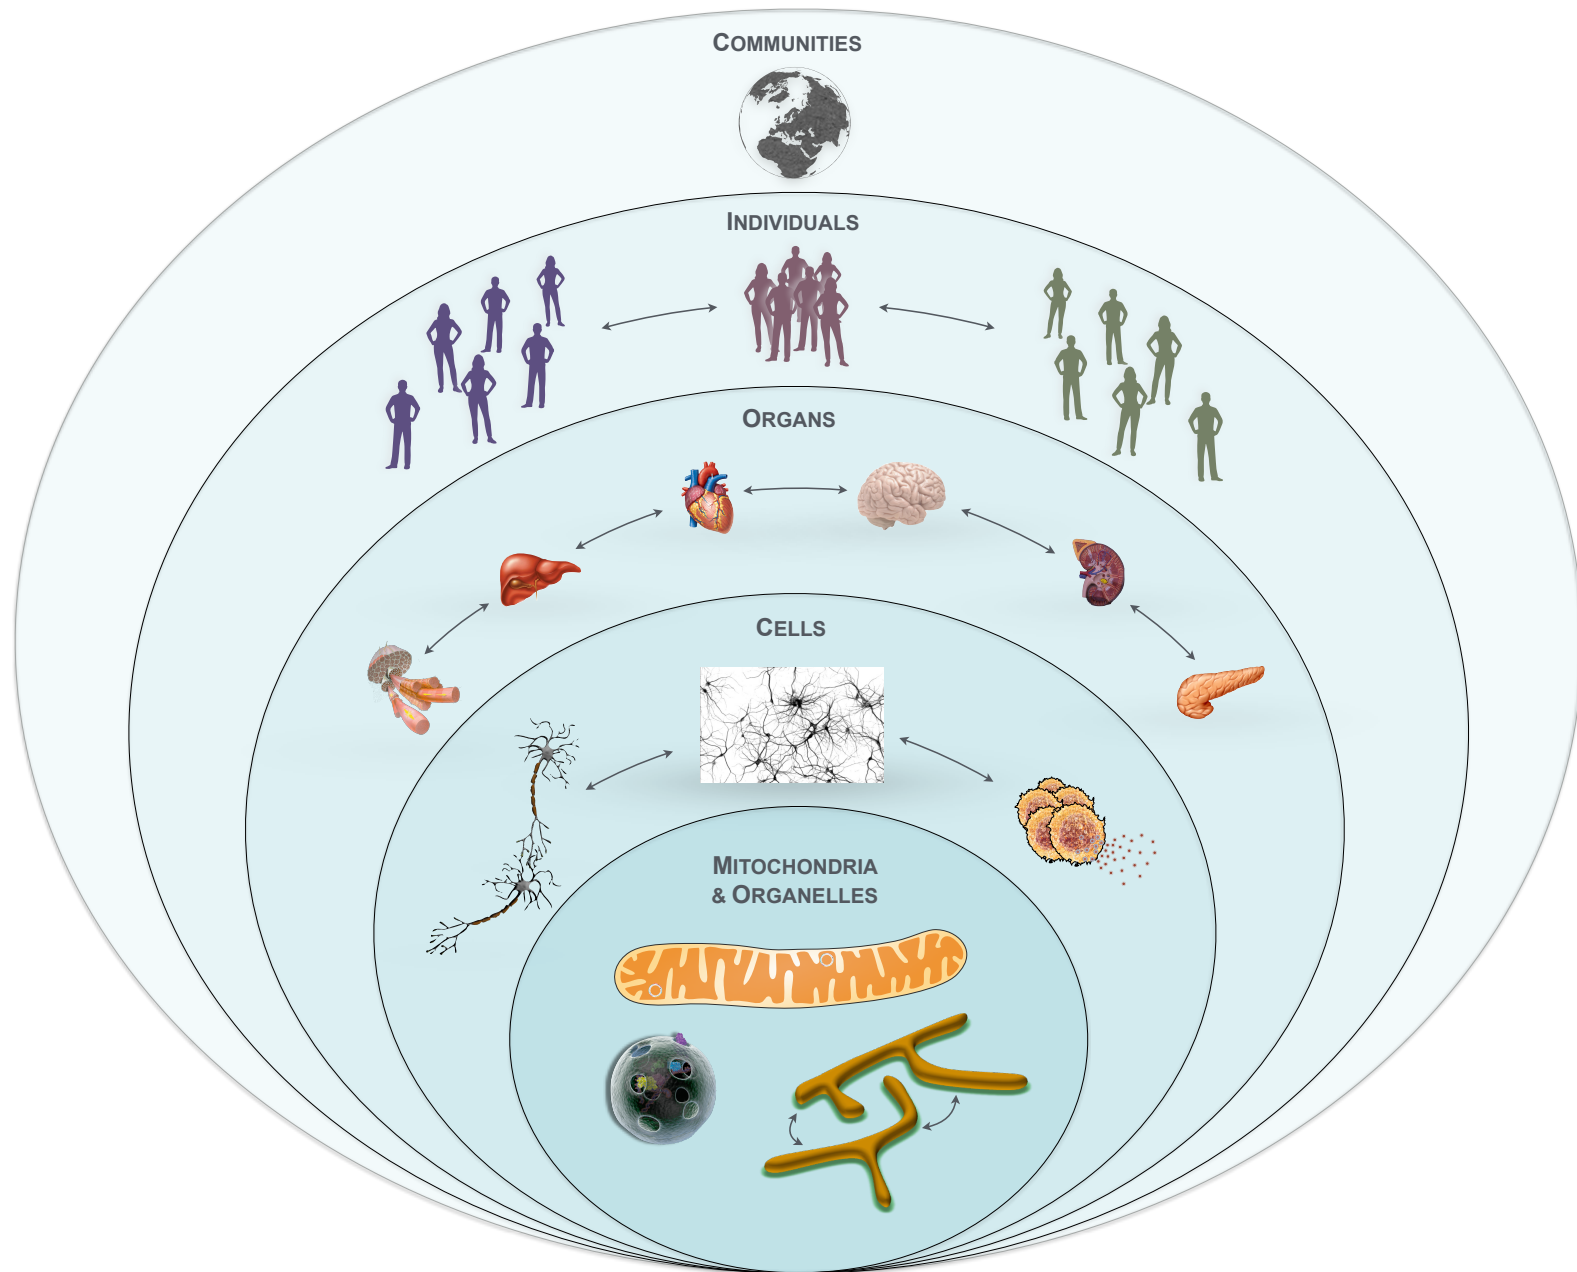 COMMUNITIES
INDIVIDUALS
ORGANS
CELLS
MITOCHONDRIA
& ORGANELLES